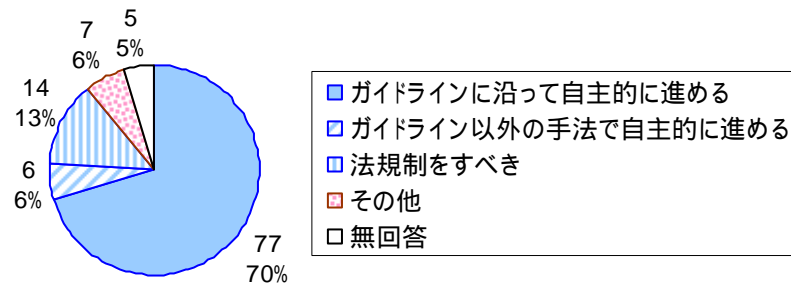 5
5%
7
6%
14
13%
6
6%
77
70%
ガイドラインに沿って自主的に進める
ガイドライン以外の手法で自主的に進める
法規制をすべき
その他
無回答